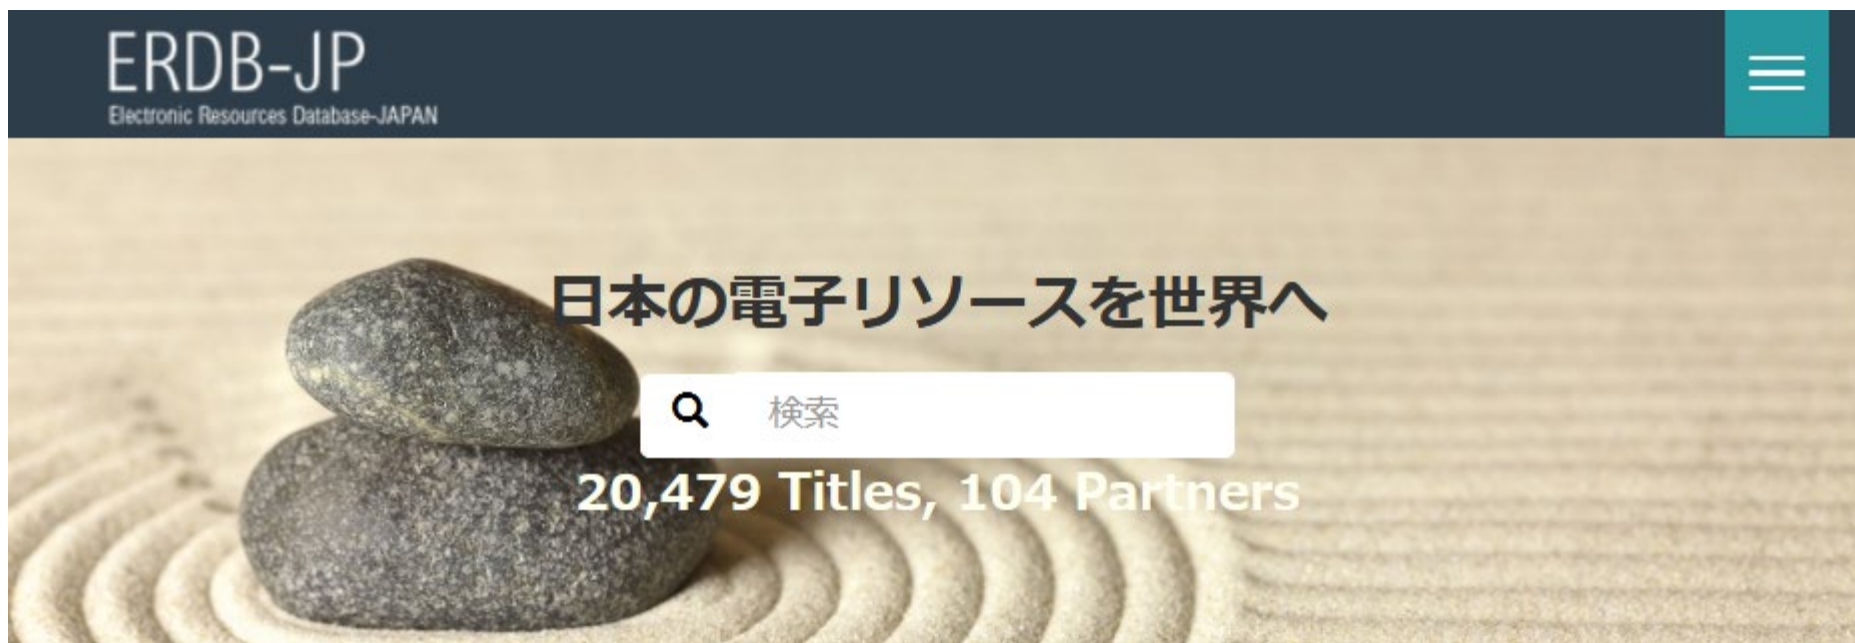 ERDB-JP
Electronic Resources Database-JAPAN
日本の電子リソースを世界へ
検索
20,479 Titles, 104 Partners